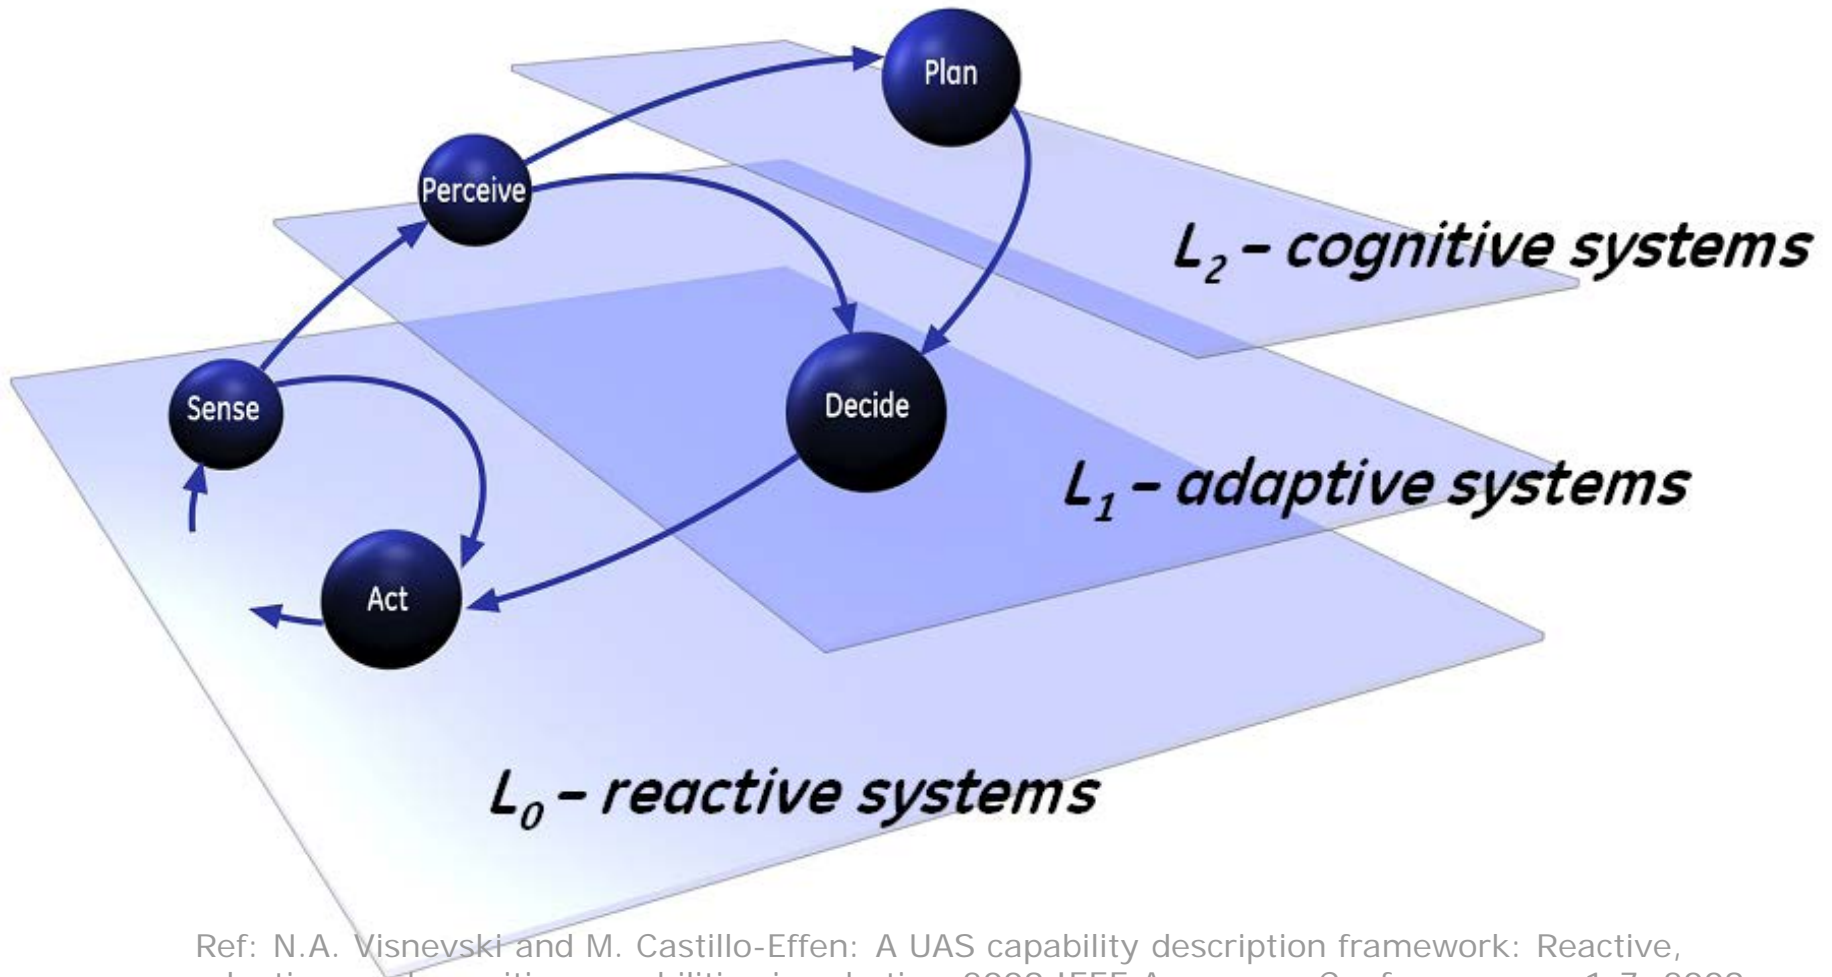 Plan
Perceive
L2 – cognitive systems
Sense
Decide
L1 – adaptive systems
Act
L0 – reactive systems
Ref: N.A. Visnevski and M. Castillo-Effen: A UAS capability description framework: Reactive,